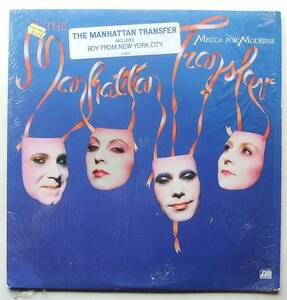 THE
Manhattan Transfer
MECCA FOR MODERNS
THE MANHATTAN TRANSFER
INCLUDES
BOY FROM NEW YORK CITY